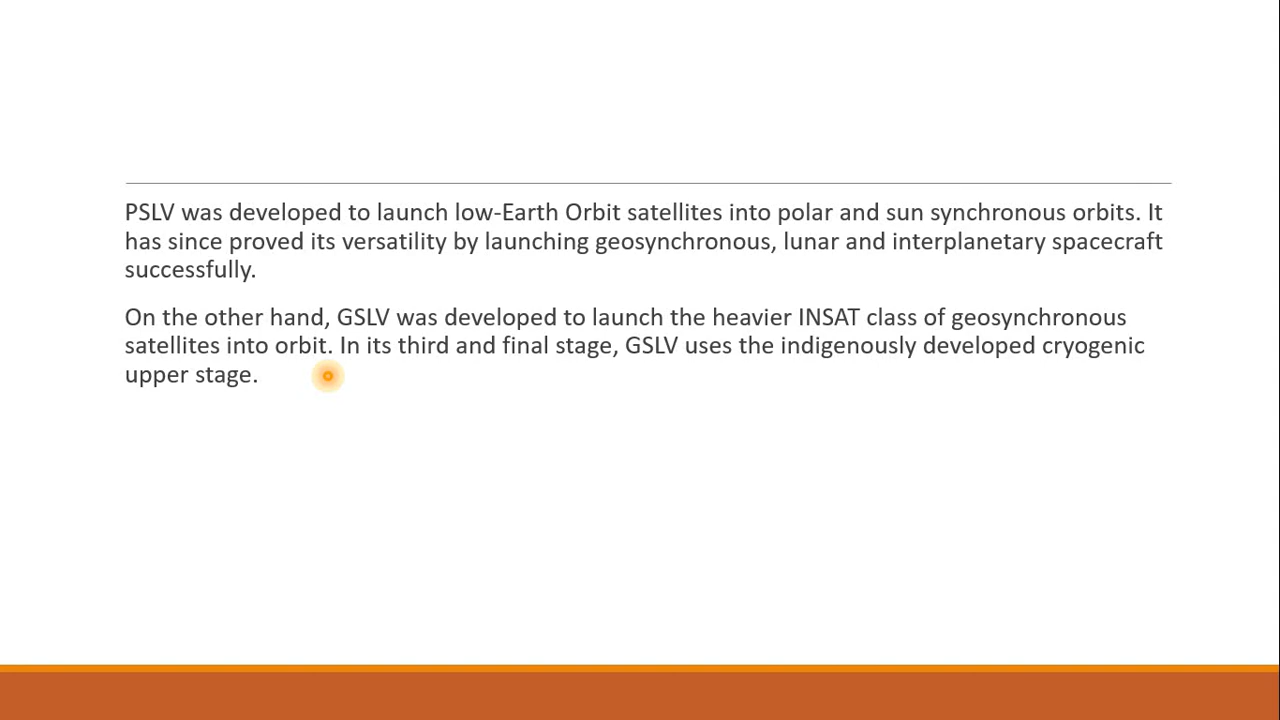 PSLV was developed to launch low-Earth Orbit satellites into polar and sun synchronous orbits. It
has since proved its versatility by launching geosynchronous, lunar and interplanetary spacecraft
successfully.
On the other hand, GSLV was developed to launch the heavier INSAT class of geosynchronous
satellites into orbit. In its third and final stage, GSLV uses the indigenously developed cryogenic
upper stage.